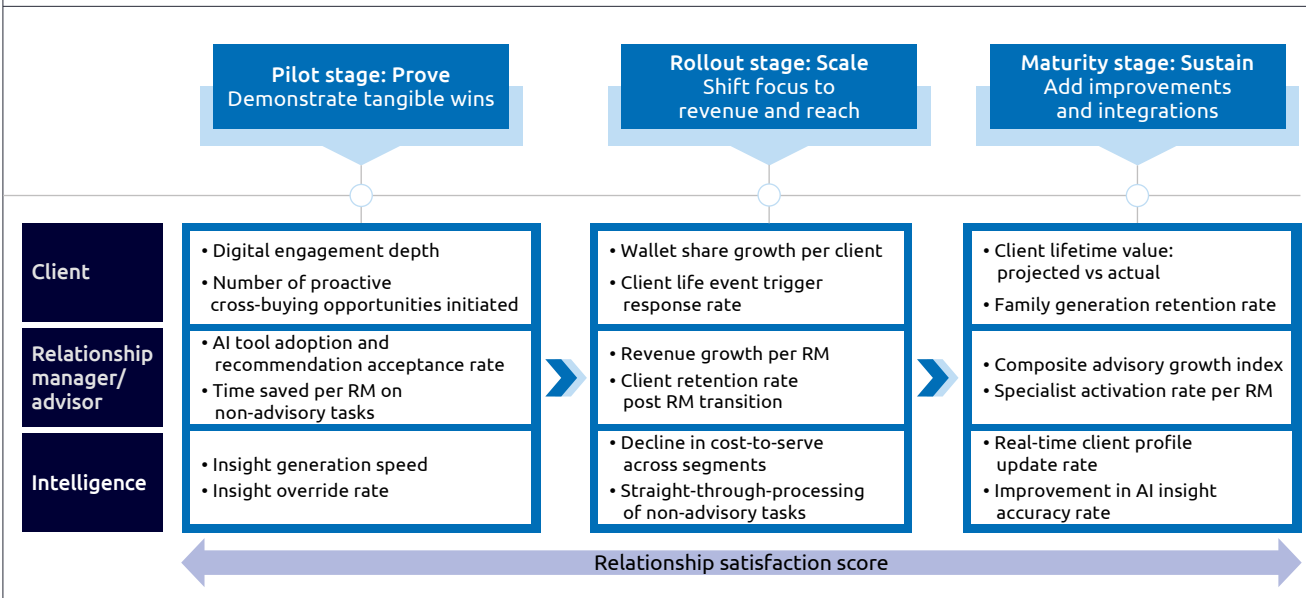 Pilot stage: Prove
Demonstrate tangible wins
Rollout stage: Scale
Shift focus to
revenue and reach
Maturity stage: Sustain
Add improvements
and integrations
Client
• Digital engagement depth
• Number of proactive
cross-buying opportunities initiated
• Wallet share growth per client
• Client life event trigger
response rate
• Client lifetime value:
projected vs actual
• Family generation retention rate
Relationship
manager/
advisor
• AI tool adoption and
recommendation acceptance rate
• Time saved per RM on
non-advisory tasks
• Revenue growth per RM
• Client retention rate
post RM transition
• Composite advisory growth index
• Specialist activation rate per RM
Intelligence
• Insight generation speed
• Insight override rate
• Decline in cost-to-serve
across segments
• Straight-through-processing
of non-advisory tasks
• Real-time client profile
update rate
• Improvement in AI insight
accuracy rate
Relationship satisfaction score